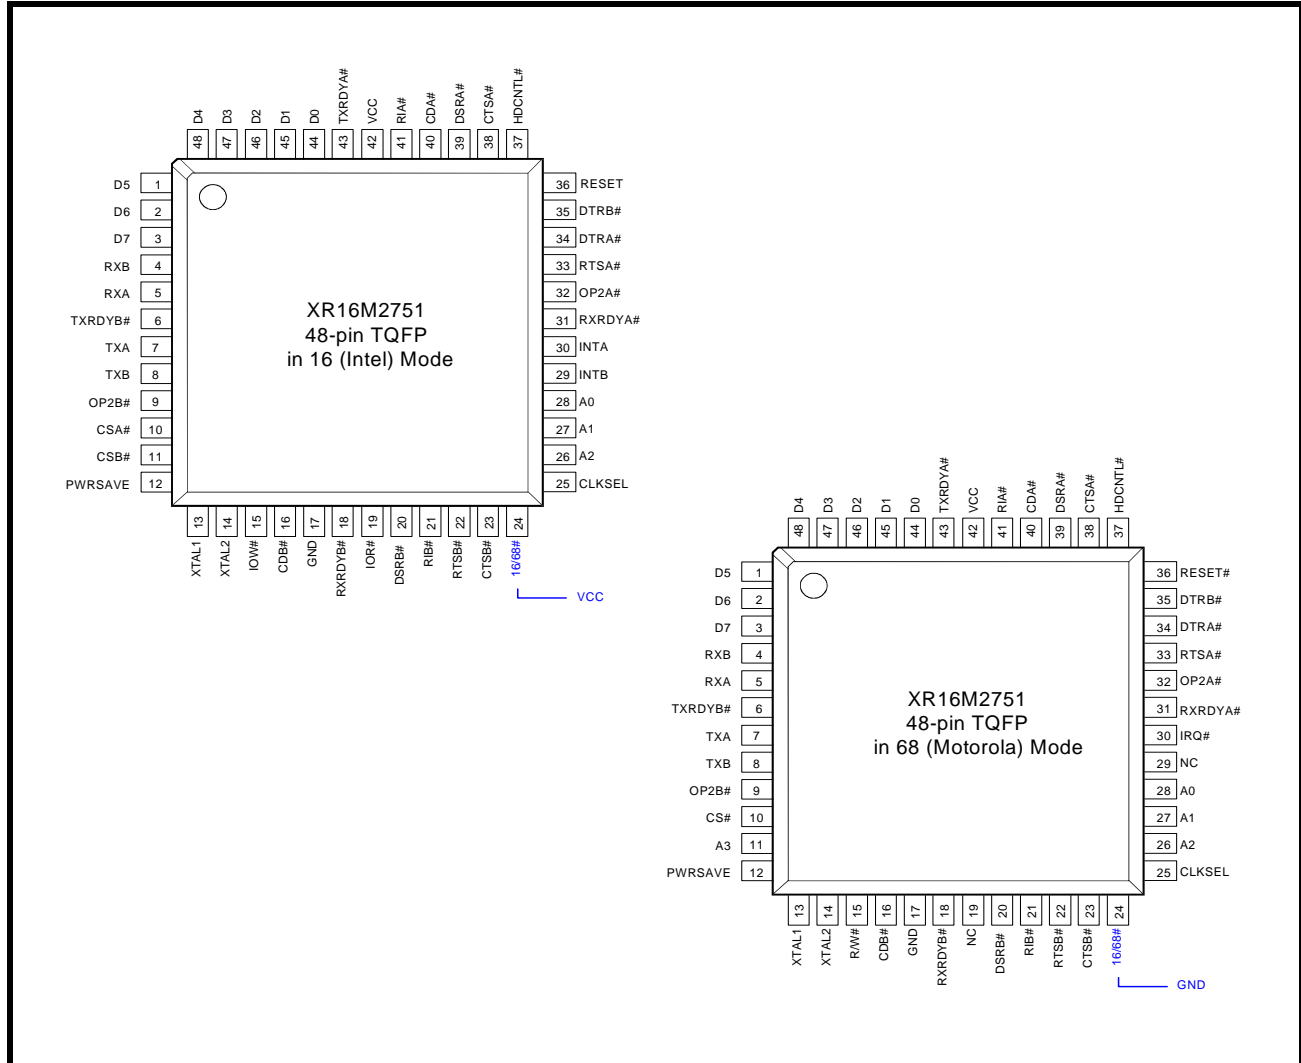 D4
D3
D2
D1
D0
TXRDYA#
VCC
RIA#
CDA#
DSRA#
CTSA#
HDCNTL#
48
47
46
45
44
43
42
41
40
39
38
37
D5 1
D6 2
D7 3
RXB 4
RXA 5
TXRDYB# 6
TXA 7
TXB 8
OP2B# 9
CSA# 10
CSB# 11
PWRSAVE 12
XR16M2751
48-pin TQFP
in 16 (Intel) Mode
36 RESET
35 DTRB#
34 DTRA#
33 RTSA#
32 OP2A#
31 RXRDYA#
30 INTA
29 INTB
28 A0
27 A1
26 A2
25 CLKSEL
13
14
15
16
17
18
19
20
21
22
23
24
XTAL1
XTAL2
IOW#
CDB#
GND
RXRDYB#
IOR#
DSRB#
RIB#
RTSB#
CTSB#
16/68#
VCC
D4
D3
D2
D1
D0
TXRDYA#
VCC
RIA#
CDA#
DSRA#
CTSA#
HDCNTL#
48
47
46
45
44
43
42
41
40
39
38
37
D5 1
D6 2
D7 3
RXB 4
RXA 5
TXRDYB# 6
TXA 7
TXB 8
OP2B# 9
CS# 10
A3 11
PWRSAVE 12
XR16M2751
48-pin TQFP
in 68 (Motorola) Mode
36 RESET#
35 DTRB#
34 DTRA#
33 RTSA#
32 OP2A#
31 RXRDYA#
30 IRQ#
29 NC
28 A0
27 A1
26 A2
25 CLKSEL
13
14
15
16
17
18
19
20
21
22
23
24
XTAL1
XTAL2
R/W#
CDB#
GND
RXRDYB#
NC
DSRB#
RIB#
RTSB#
CTSB#
16/68#
GND